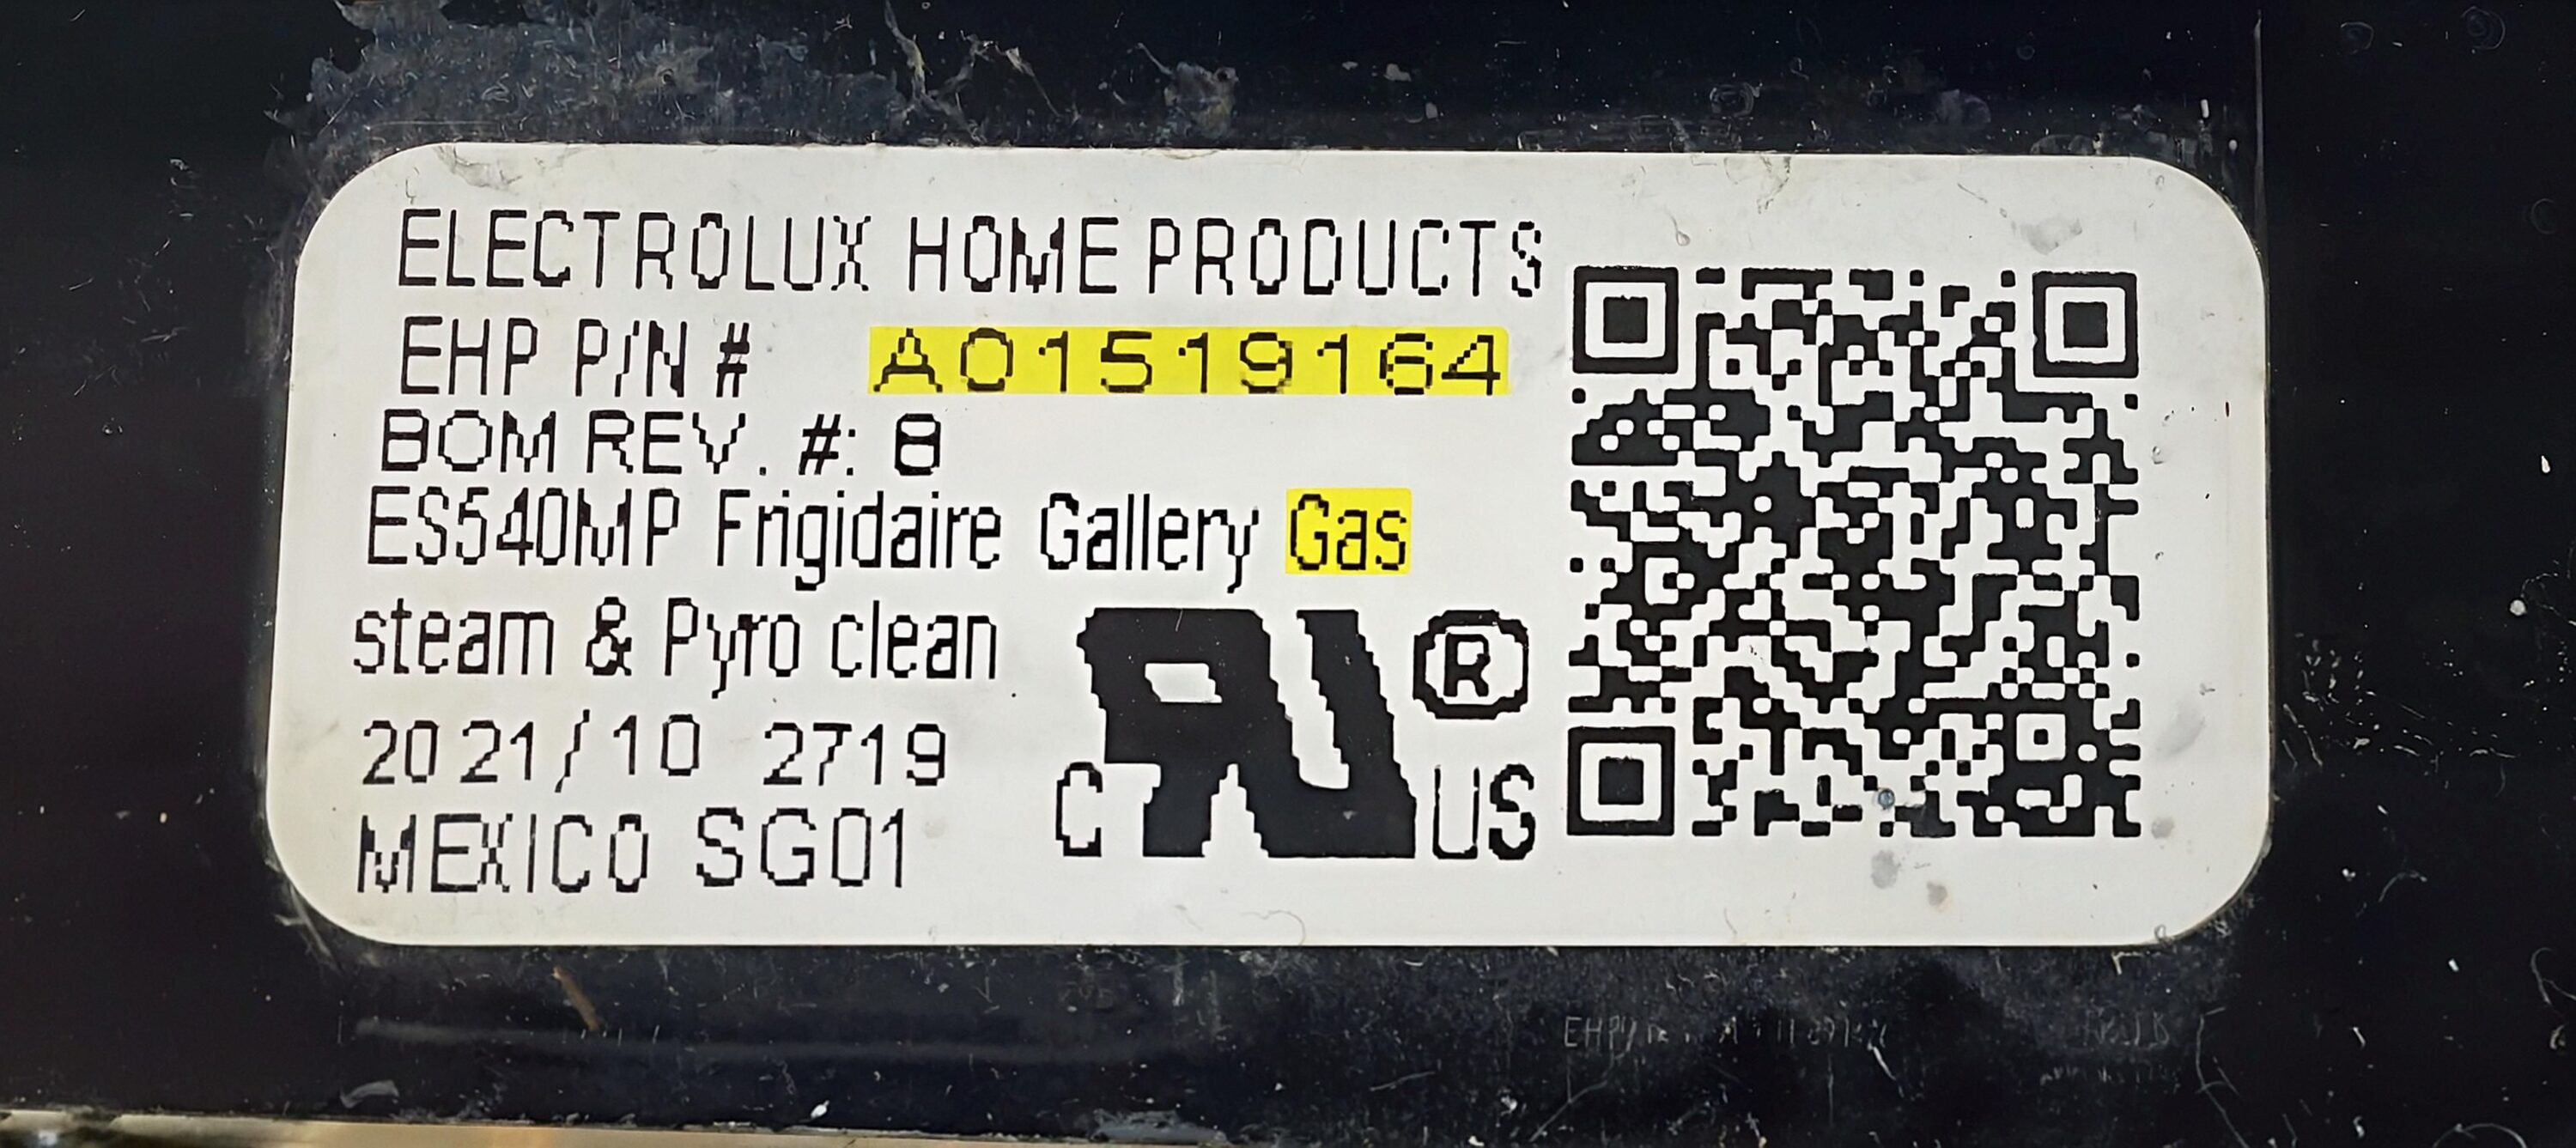 ELECTROLUX HOME PRODUCTS
EHP P/N # A01519164
BOM REV. #: 8
ES540MP Frigidaire Gallery Gas
steam & Pyro clean
2021/10 2719
MEXICO SG01
C RU ® US